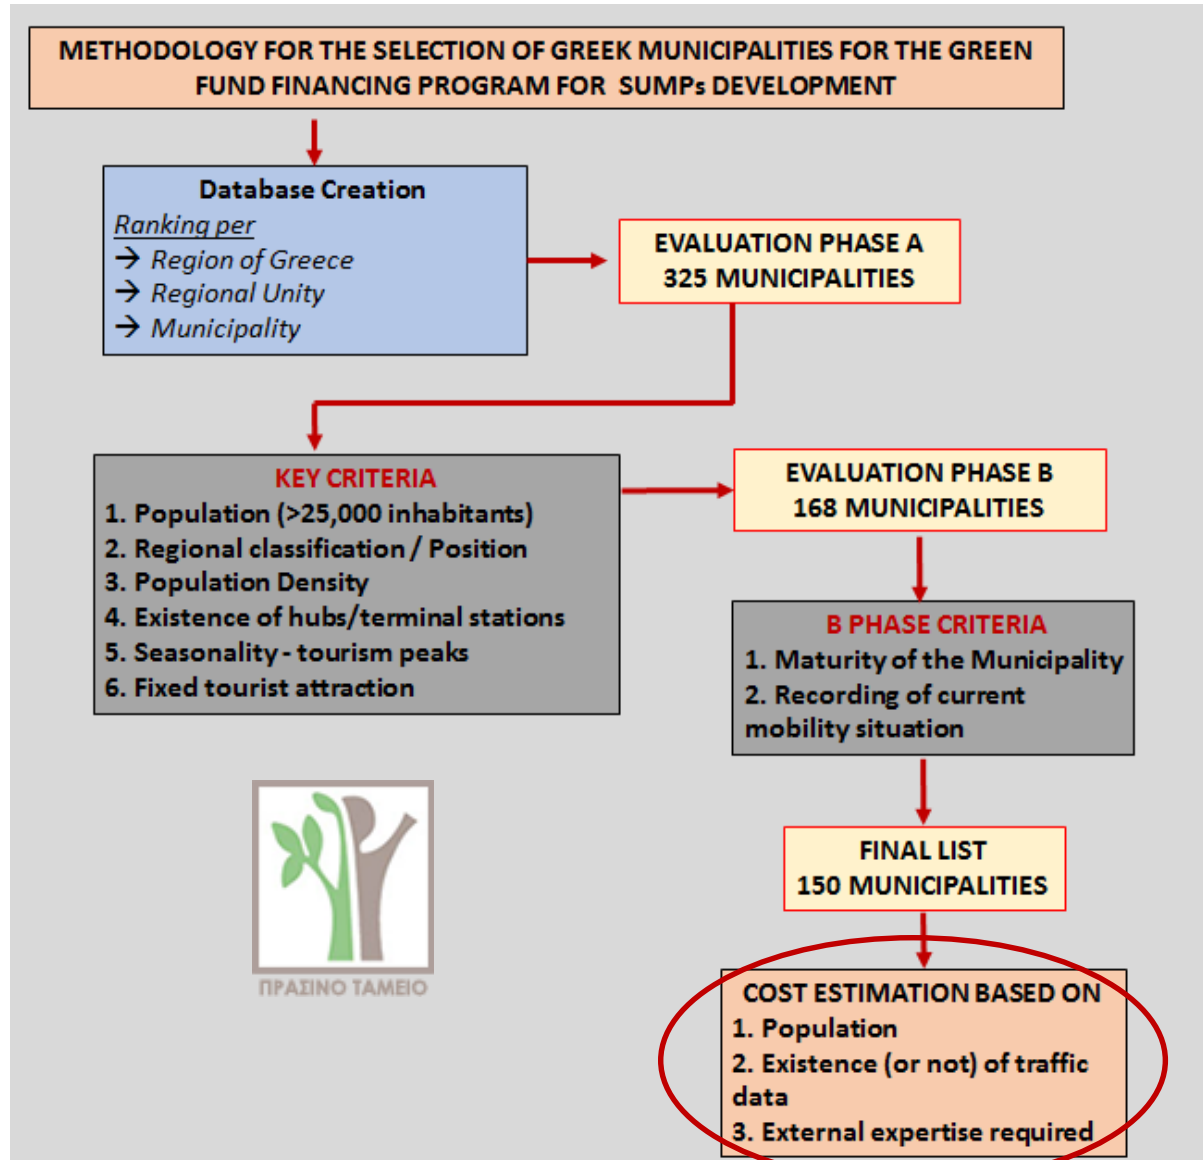 METHODOLOGY FOR THE SELECTION OF GREEK MUNICIPALITIES FOR THE GREEN
FUND FINANCING PROGRAM FOR SUMPs DEVELOPMENT
Database Creation
Ranking per
→ Region of Greece
→ Regional Unity
→ Municipality
EVALUATION PHASE A
325 MUNICIPALITIES
KEY CRITERIA
1. Population (>25,000 inhabitants)
2. Regional classification / Position
3. Population Density
4. Existence of hubs/terminal stations
5. Seasonality - tourism peaks
6. Fixed tourist attraction
EVALUATION PHASE B
168 MUNICIPALITIES
B PHASE CRITERIA
1. Maturity of the Municipality
2. Recording of current
mobility situation
ΠΡΑΣΙΝΟ ΤΑΜΕΙΟ
FINAL LIST
150 MUNICIPALITIES
COST ESTIMATION BASED ON
1. Population
2. Existence (or not) of traffic
data
3. External expertise required